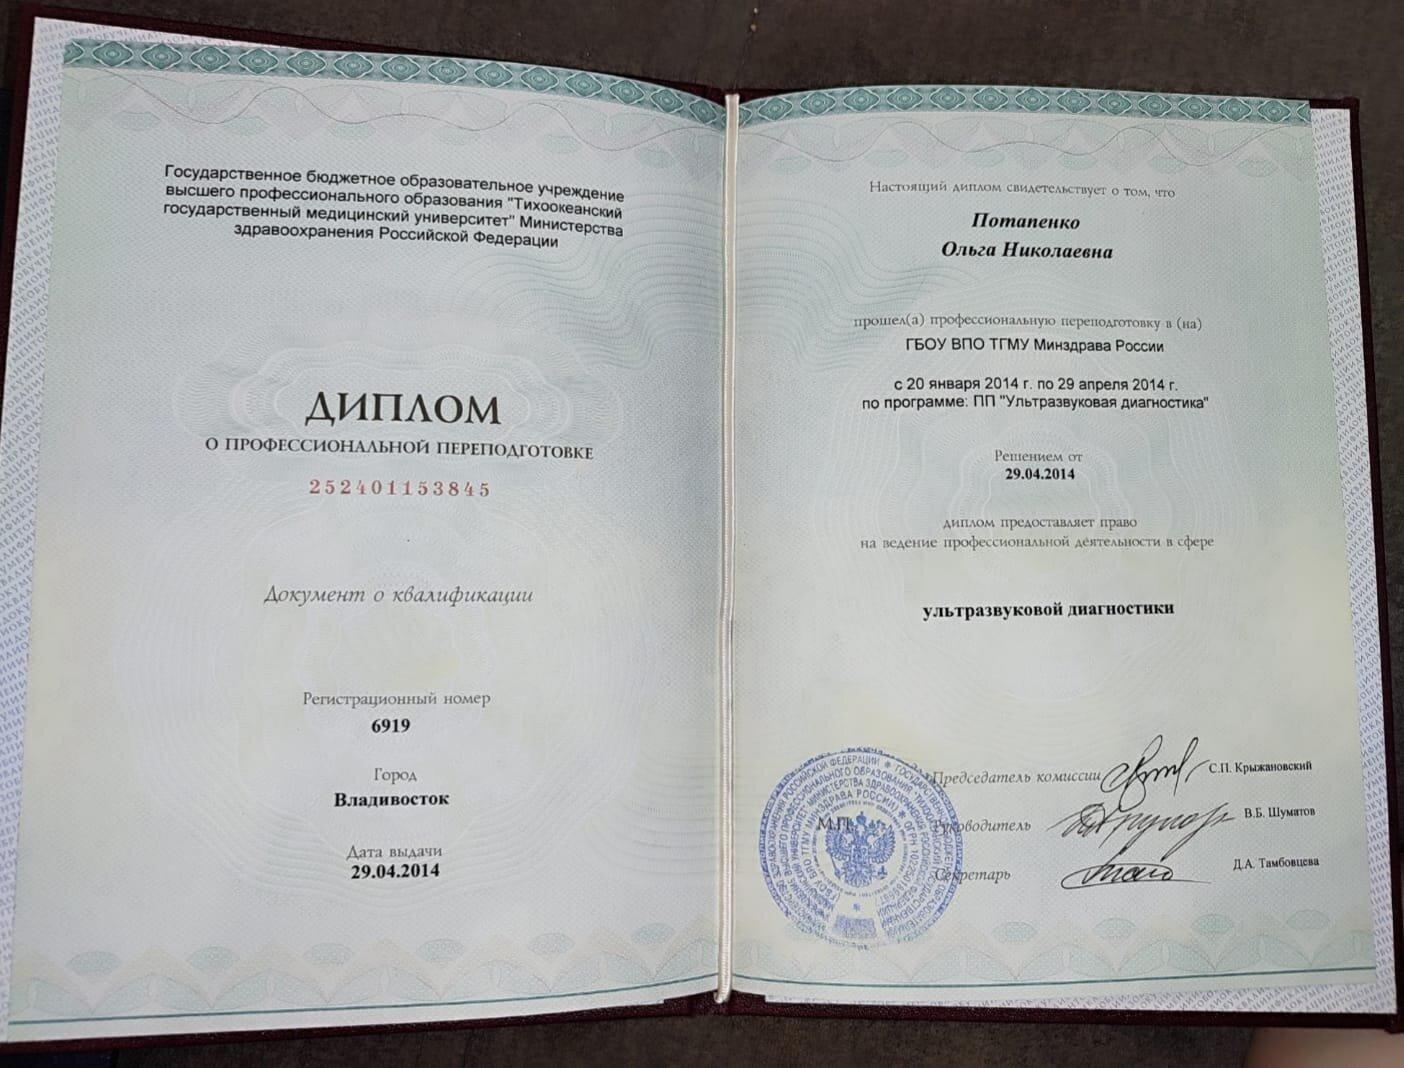 Государственное бюджетное образовательное учреждение
высшего профессионального образования "Тихоокеанский
государственный медицинский университет" Министерства
здравоохранения Российской Федерации
ДИПЛОМ
О ПРОФЕССИОНАЛЬНОЙ ПЕРЕПОДГОТОВКЕ
252401153845
Документ о квалификации
Регистрационный номер
6919
Город
Владивосток
Дата выдачи
29.04.2014
Настоящий диплом свидетельствует о том, что
Потапенко
Ольга Николаевна
прошел(а) профессиональную переподготовку в (на)
ГБОУ ВПО ТГМУ Минздрава России
с 20 января 2014 г. по 29 апреля 2014 г.
по программе: ПП "Ультразвуковая диагностика"
Решением от
29.04.2014
диплом предоставляет право
на ведение профессиональной деятельности в сфере
ультразвуковой диагностики
Председатель комиссии С.П. Крыжановский
М.П. Руководитель В.Б. Шуматов
Секретарь Д.А. Тамбовцева